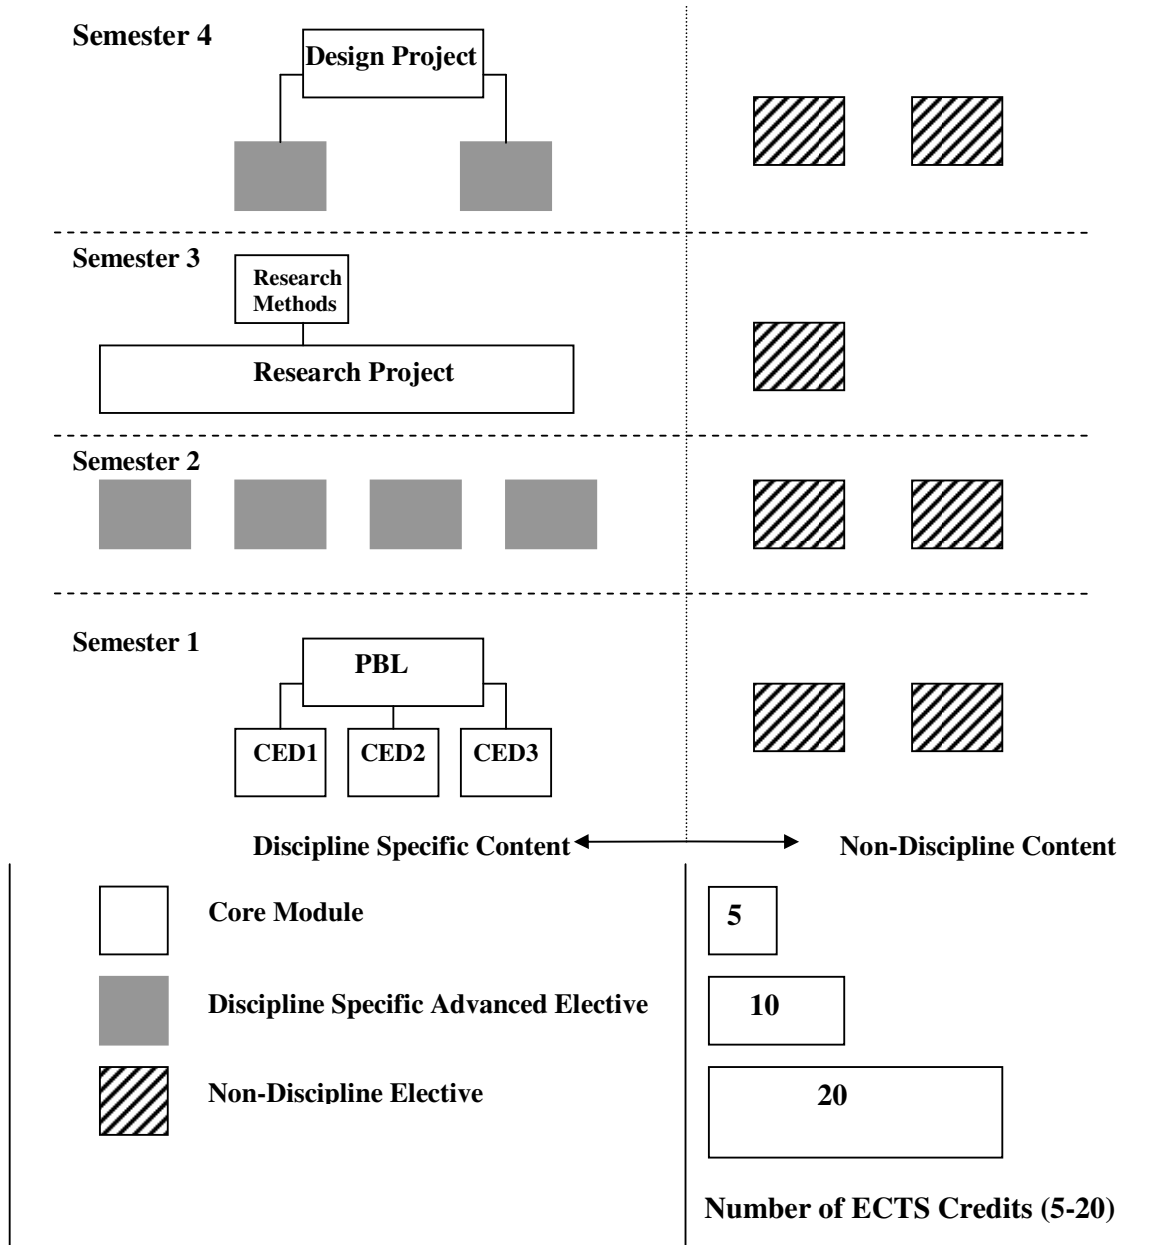 Semester 4
Design Project
Semester 3
Research
Methods
Research Project
Semester 2
Semester 1
PBL
CED1
CED2
CED3
Discipline Specific Content
Non-Discipline Content
Core Module
5
Discipline Specific Advanced Elective
10
Non-Discipline Elective
20
Number of ECTS Credits (5-20)